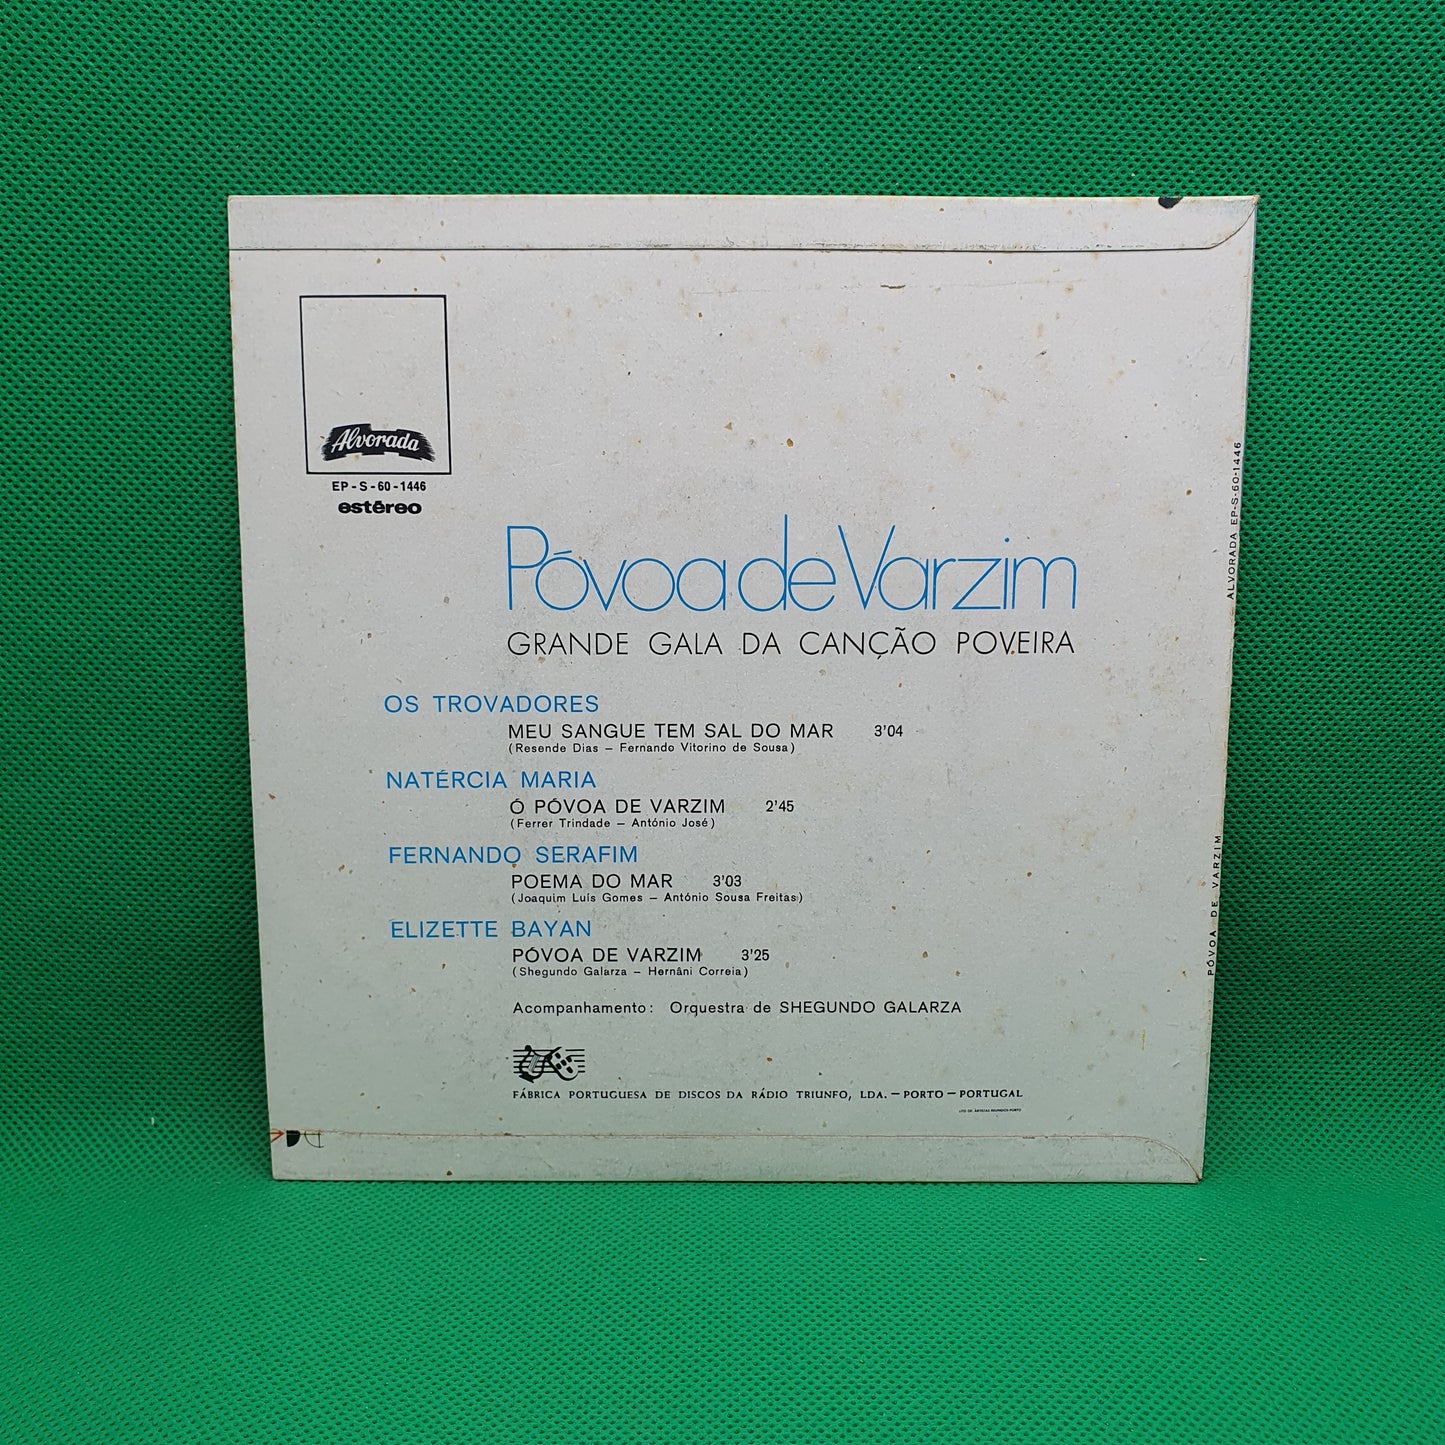 Alvorada
EP-S-60-1446
estéreo
Póvoa de Varzim
GRANDE GALA DA CANÇÃO POVEIRA
OS TROVADORES
MEU SANGUE TEM SAL DO MAR 3'04
(Resende Dias – Fernando Vitorino de Sousa)
NATÉRCIA MARIA
Ó PÓVOA DE VARZIM 2'45
(Ferrer Trindade – António José)
FERNANDO SERAFIM
POEMA DO MAR 3'03
(Joaquim Luís Gomes – António Sousa Freitas)
ELIZETTE BAYAN
PÓVOA DE VARZIM 3'25
(Shegundo Galarza – Hernâni Correia)
Acompanhamento: Orquestra de SHEGUNDO GALARZA
FÁBRICA PORTUGUESA DE DISCOS DA RÁDIO TRIUNFO, LDA. – PORTO – PORTUGAL
PÓVOA DE VARZIM
ALVORADA EP-S-60-1446